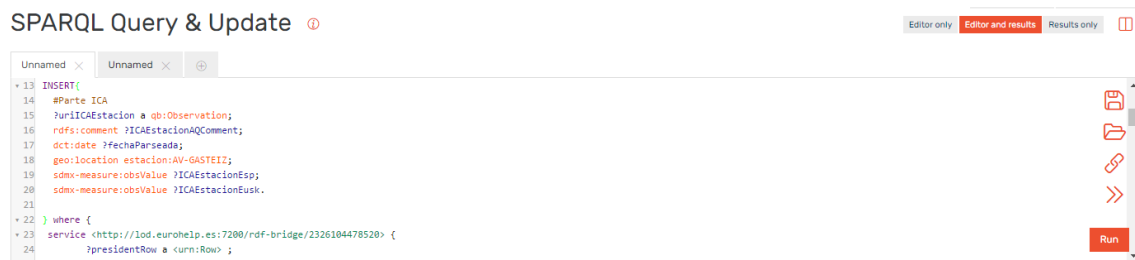 SPARQL Query & Update
Editor only Editor and results Results only
Unnamed × Unnamed ×
13 INSERT{
14 #Parte ICA
15 ?uriICAEstacion a qb:Observation;
16 rdfs:comment ?ICAEstacionAQComment;
17 dct:date ?fechaParseada;
18 geo:location estacion:AV-GASTEIZ;
19 sdmx-measure:obsValue ?ICAEstacionEsp;
20 sdmx-measure:obsValue ?ICAEstacionEusk.
21
22 } where {
23 service <http://lod.eurohelp.es:7200/rdf-bridge/2326104478520> {
24 ?presidentRow a <urn:Row> ;
Run